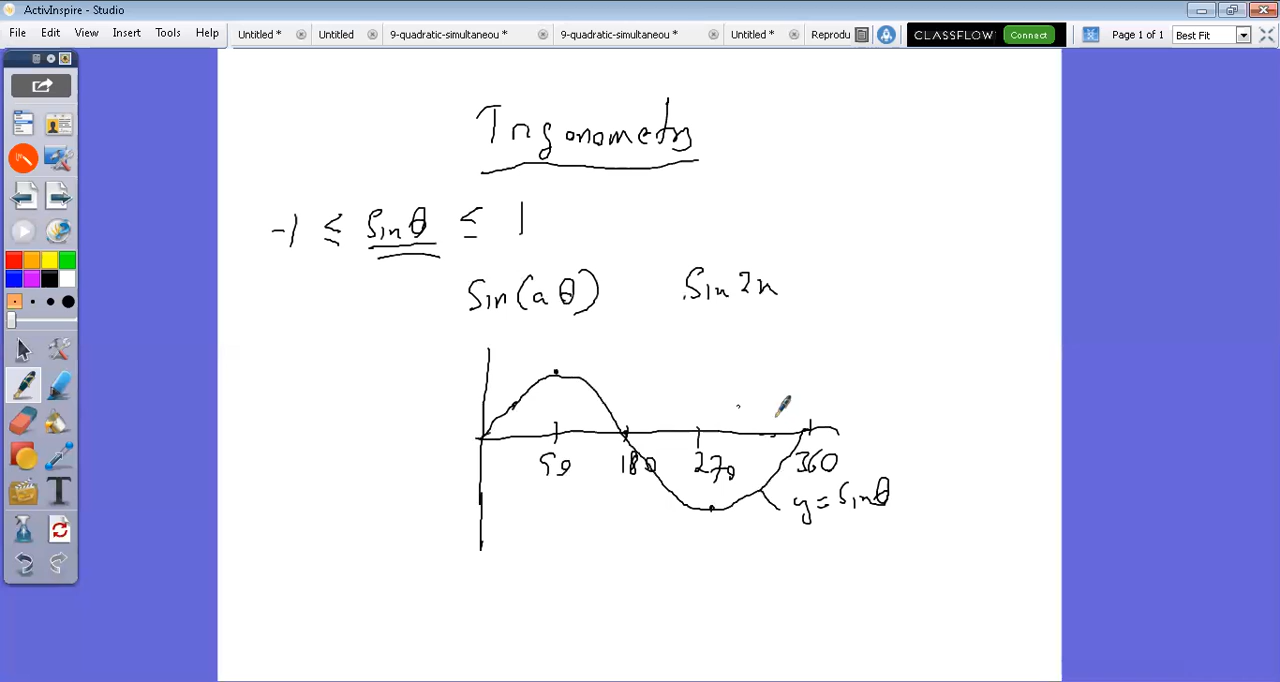 ActivInspire - Studio
File Edit View Insert Tools Help
Untitled * Untitled 9-quadratic-simultaneou * 9-quadratic-simultaneou * Untitled * Reprodu CLASSFLOW Connect Page 1 of 1 Best Fit
Trigonometry
-1 ≤ Sinθ ≤ 1
Sin(aθ) Sin2x
90 180 270 360
y = Sinθ